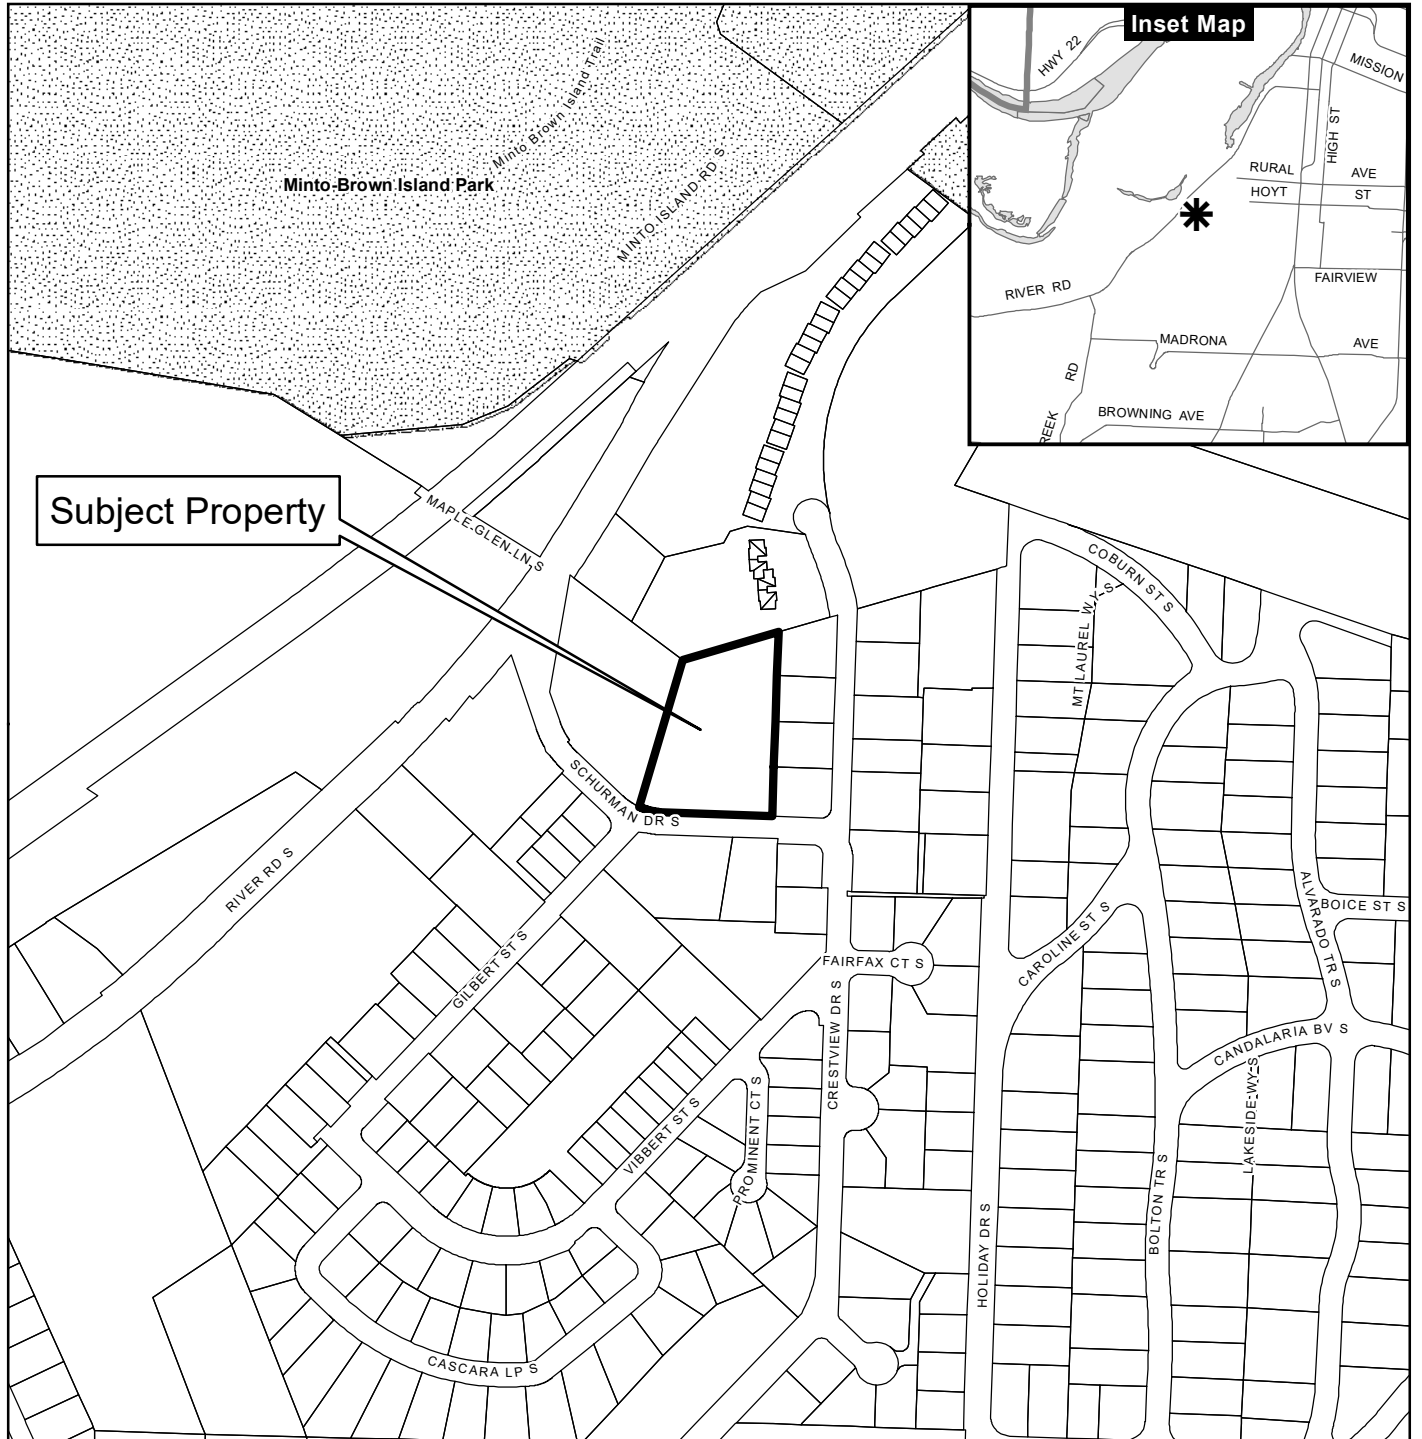 Inset Map
HWY 22
MISSION
HIGH ST
RURAL AVE
HOYT ST
FAIRVIEW
RIVER RD
MADRONA AVE
REEK RD
BROWNING AVE
Minto Brown Island Trail
Minto-Brown Island Park
MINTO ISLAND RD S
Subject Property
MAPLE GLEN LN S
COBURN ST S
MT LAUREL WY S
SCHURMAN DR S
RIVER RD S
ALVARADO TR S
BOICE ST S
CAROLINE ST S
GILBERT ST S
FAIRFAX CT S
CRESTVIEW DR S
CANDALARIA BV S
LAKESIDE WY S
PROMINENT CT S
VIBBERT ST S
BOLTON TR S
HOLIDAY DR S
CASCARA LP S